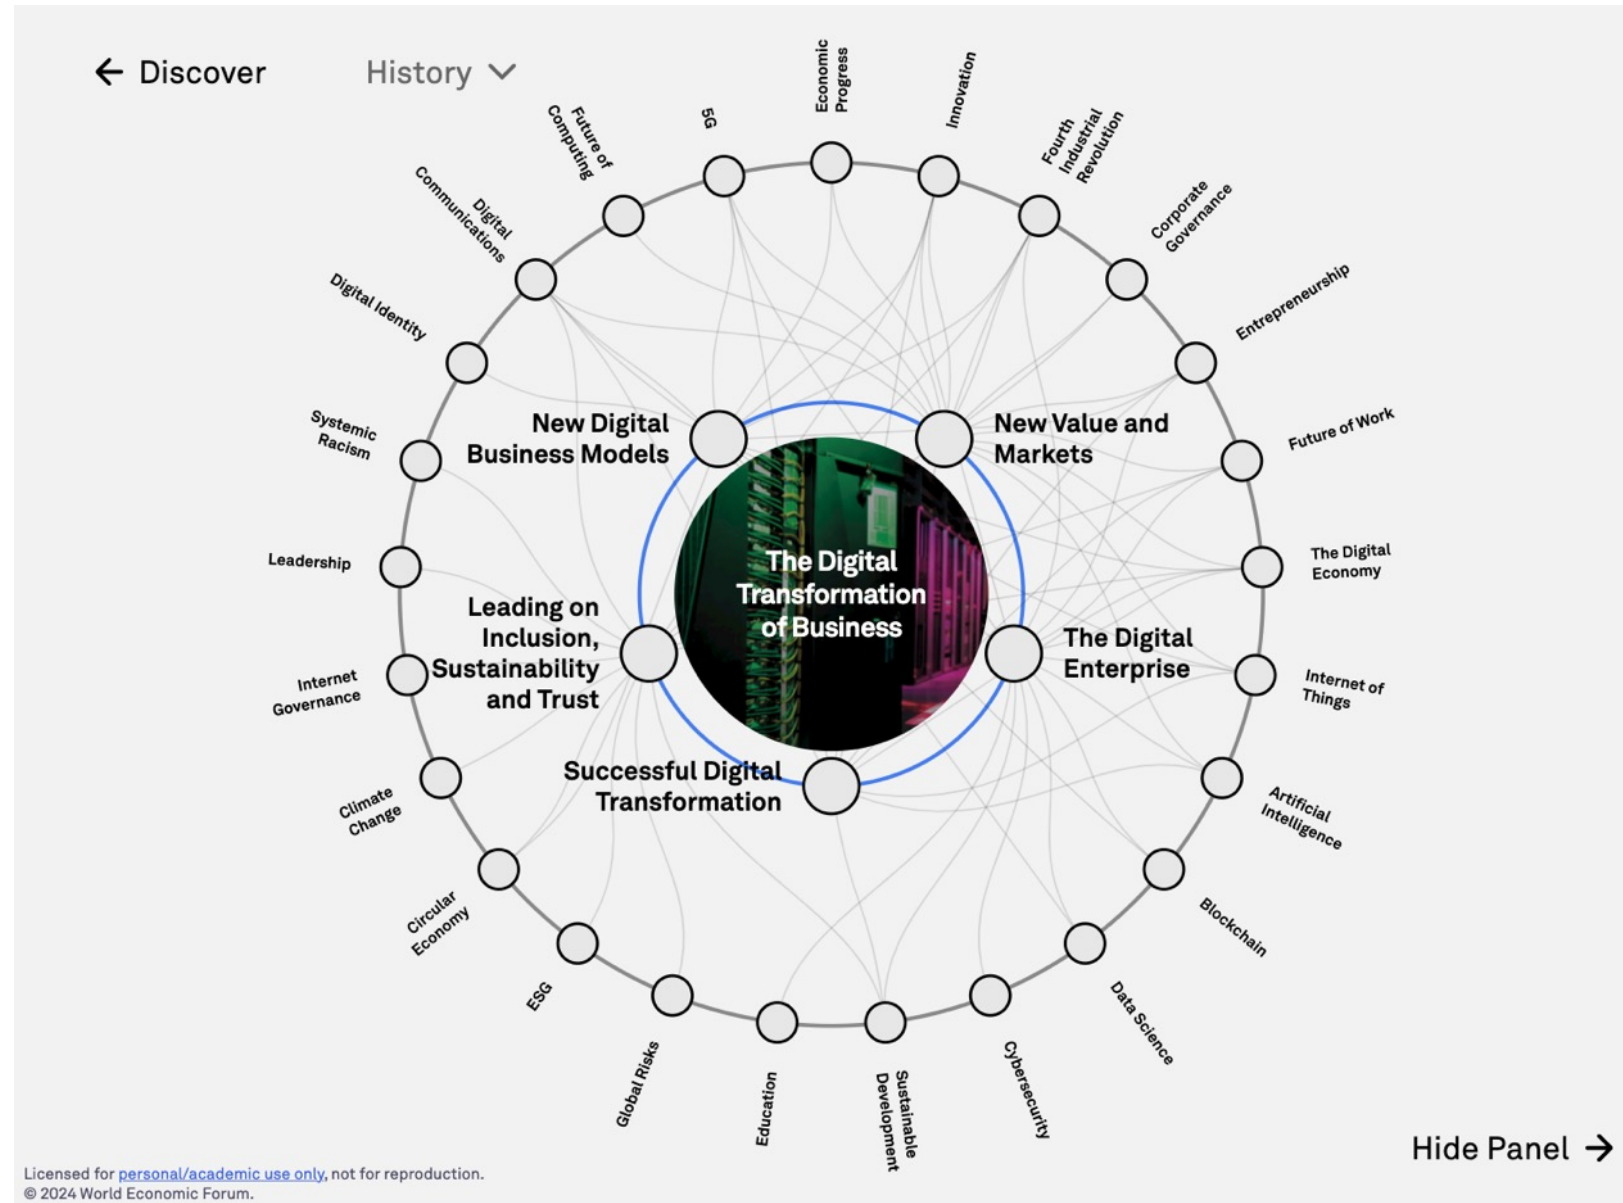 Discover
History
Economic
Progress
Innovation
Fourth
Industrial
Revolution
Corporate
Governance
Entrepreneurship
Future of Work
The Digital
Economy
Internet of
Things
Artificial
Intelligence
Blockchain
Data Science
Cybersecurity
Sustainable
Development
Education
Global Risks
ESG
Circular
Economy
Climate
Change
Internet
Governance
Leadership
Systemic
Racism
Digital Identity
Digital
Communications
Future of
Computing
5G
New Digital
Business Models
New Value and
Markets
The Digital
Transformation
of Business
Leading on
Inclusion,
Sustainability
and Trust
The Digital
Enterprise
Successful Digital
Transformation
Hide Panel
Licensed for personal/academic use only, not for reproduction.
© 2024 World Economic Forum.